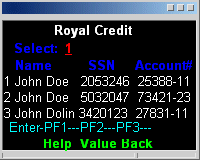 Royal Credit
Select: 1
Name SSN Account#
1 John Doe 2053246 25388-11
2 John Doe 5032047 73421-23
3 John Dolin 3420123 27831-11
Enter-PF1---PF2---PF3---
Help Value Back